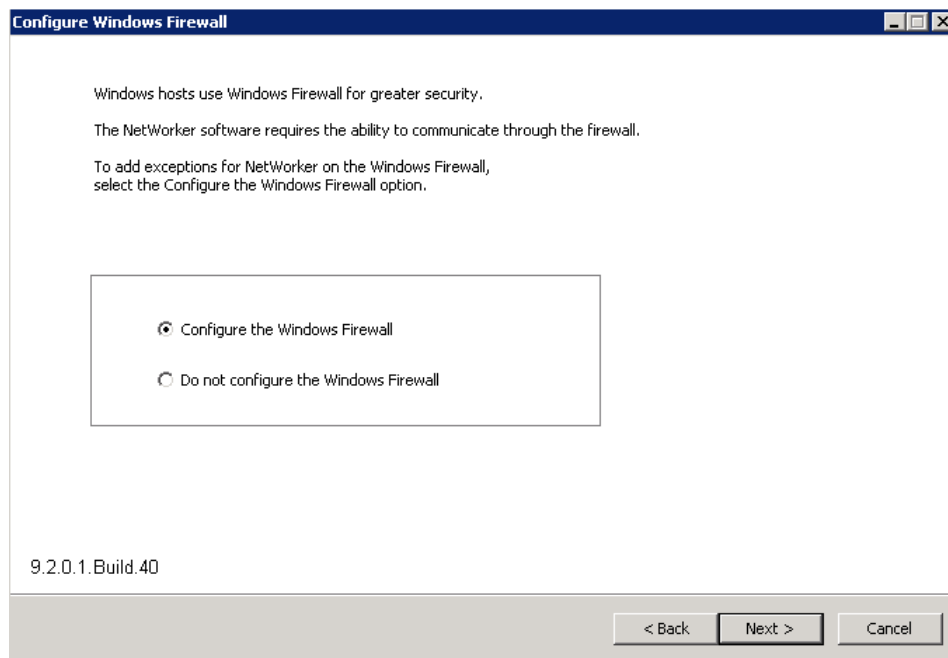 Configure Windows Firewall
Windows hosts use Windows Firewall for greater security.
The NetWorker software requires the ability to communicate through the firewall.
To add exceptions for NetWorker on the Windows Firewall,
select the Configure the Windows Firewall option.
Configure the Windows Firewall
Do not configure the Windows Firewall
9.2.0.1.Build.40
< Back
Next >
Cancel